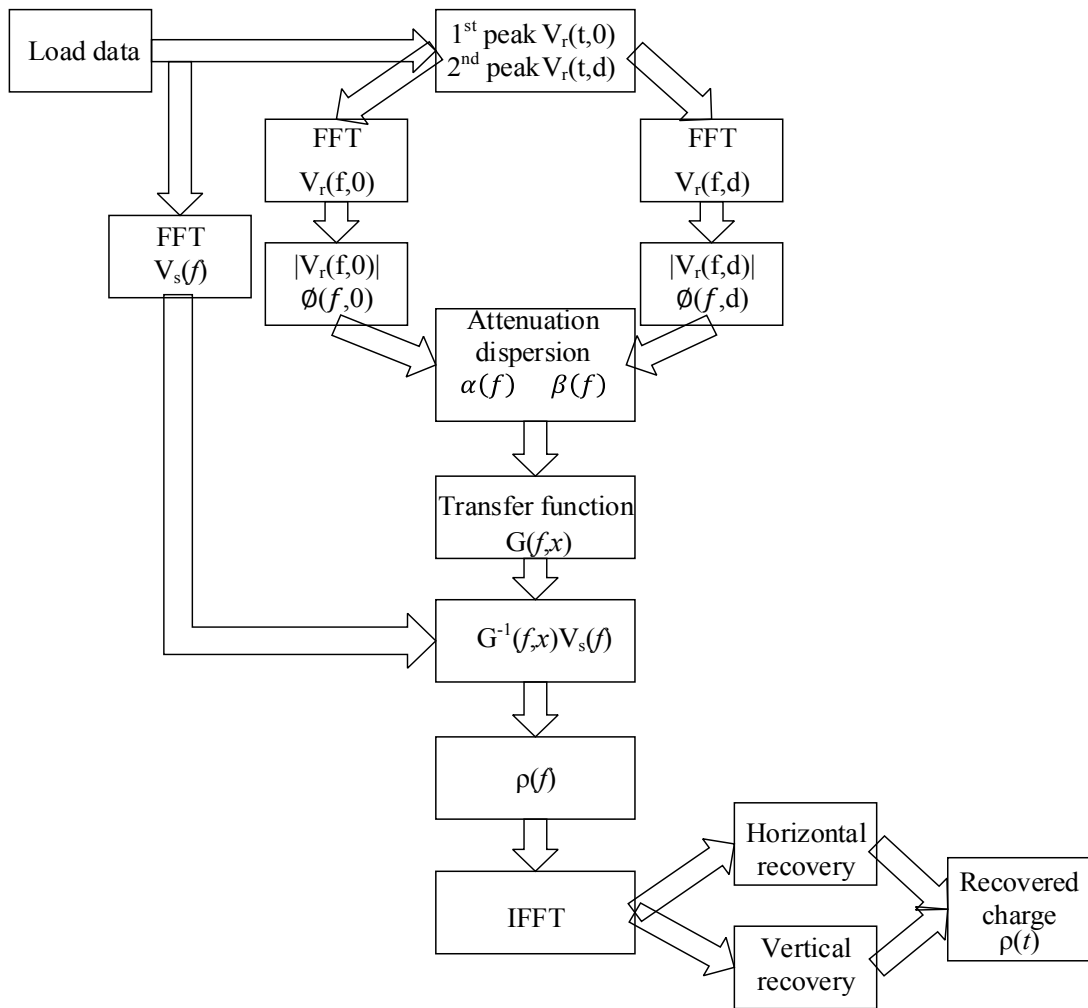 Load data
1st peak Vr(t,0)
2nd peak Vr(t,d)
FFT
Vr(f,0)
FFT
Vr(f,d)
FFT
Vs(f)
|Vr(f,0)|
∅(f,0)
|Vr(f,d)|
∅(f,d)
Attenuation
dispersion
α(f) β(f)
Transfer function
G(f,x)
G-1(f,x)Vs(f)
ρ(f)
IFFT
Horizontal
recovery
Vertical
recovery
Recovered
charge
ρ(t)